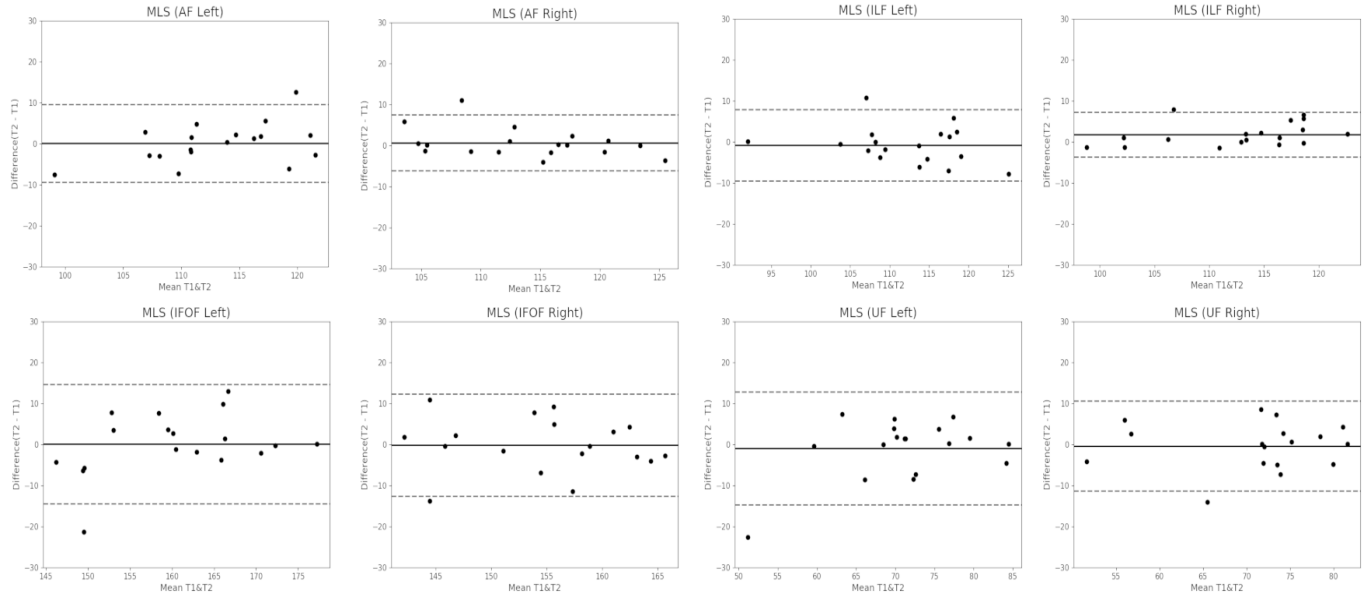 MLS (AF Left)
30
20
10
0
−10
−20
−30
Difference(T2 - T1)
100 105 110 115 120
Mean T1&T2
MLS (AF Right)
30
20
10
0
−10
−20
−30
Difference(T2 - T1)
105 110 115 120 125
Mean T1&T2
MLS (ILF Left)
30
20
10
0
−10
−20
−30
Difference(T2 - T1)
95 100 105 110 115 120 125
Mean T1&T2
MLS (ILF Right)
30
20
10
0
−10
−20
−30
Difference(T2 - T1)
100 105 110 115 120
Mean T1&T2
MLS (IFOF Left)
30
20
10
0
−10
−20
−30
Difference(T2 - T1)
145 150 155 160 165 170 175
Mean T1&T2
MLS (IFOF Right)
30
20
10
0
−10
−20
−30
Difference(T2 - T1)
145 150 155 160 165
Mean T1&T2
MLS (UF Left)
30
20
10
0
−10
−20
−30
Difference(T2 - T1)
50 55 60 65 70 75 80 85
Mean T1&T2
MLS (UF Right)
30
20
10
0
−10
−20
−30
Difference(T2 - T1)
55 60 65 70 75 80
Mean T1&T2